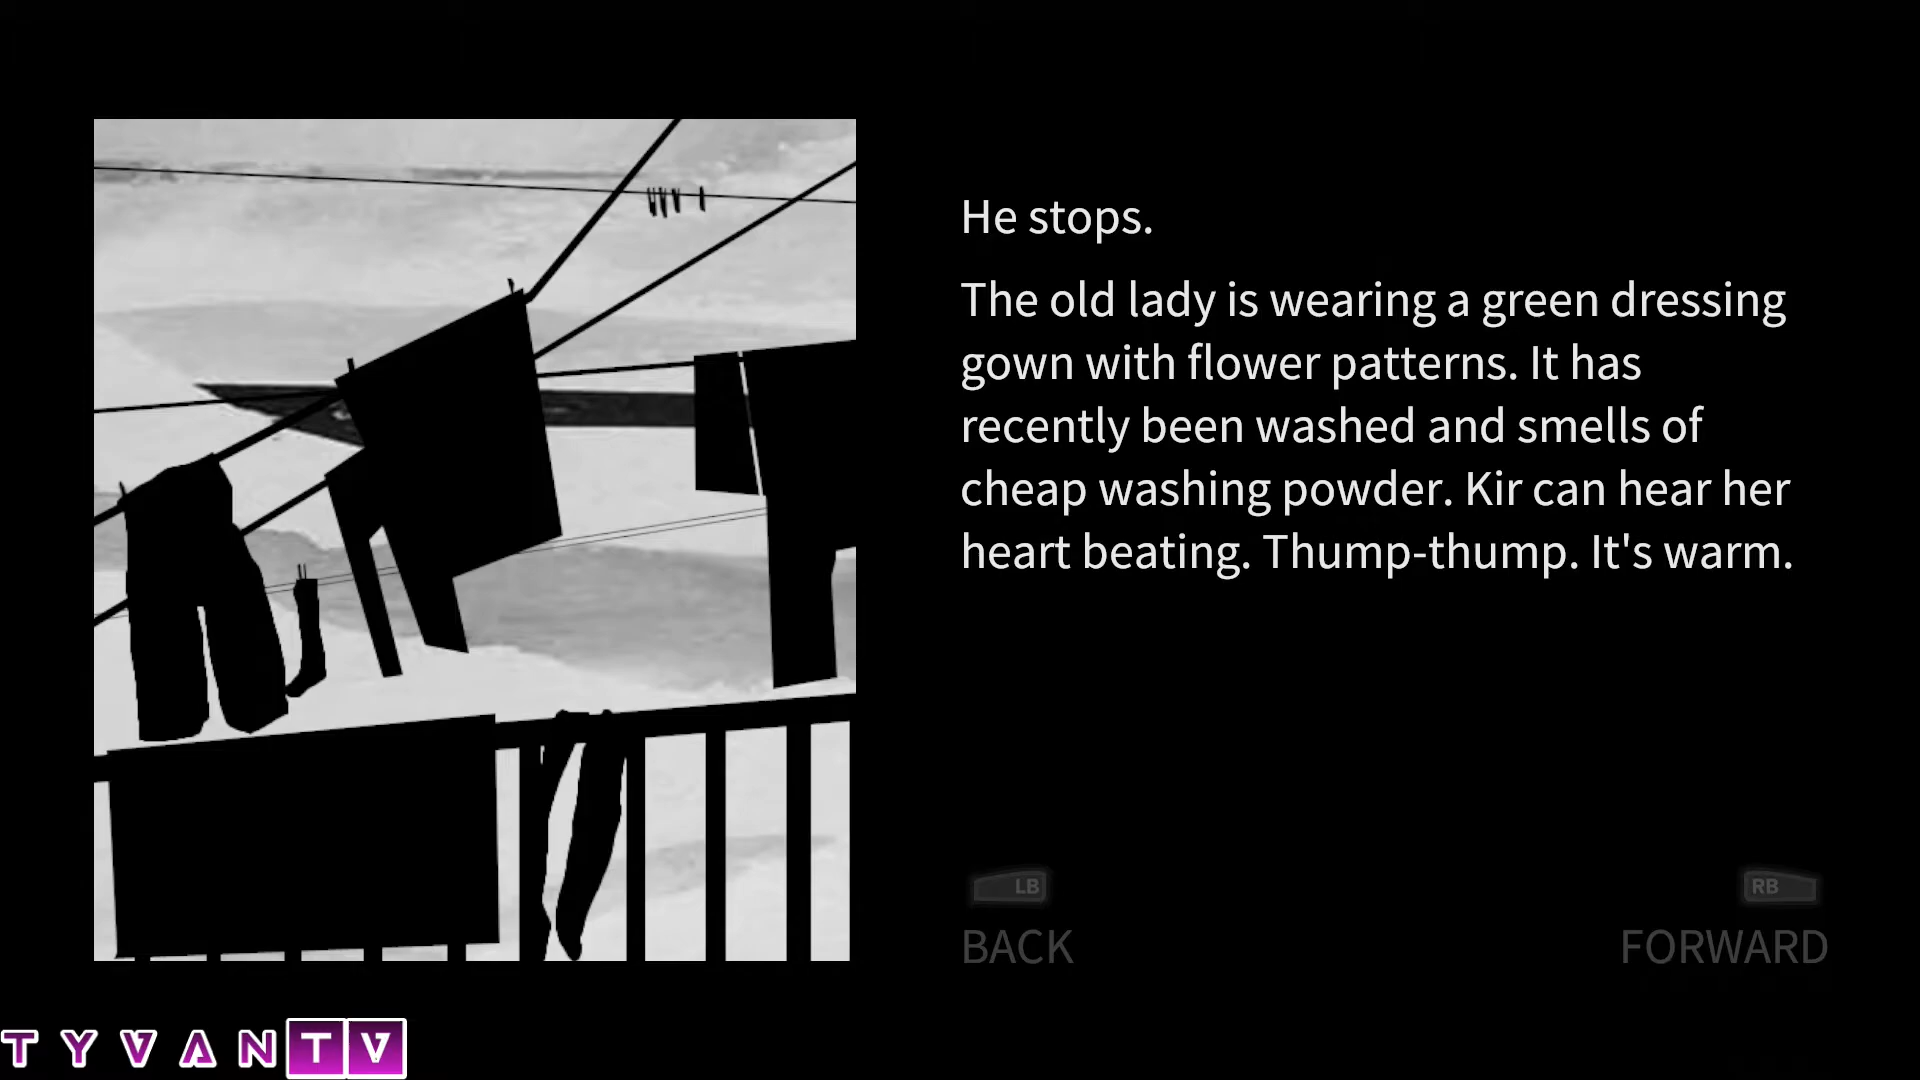 He stops.
The old lady is wearing a green dressing
gown with flower patterns. It has
recently been washed and smells of
cheap washing powder. Kir can hear her
heart beating. Thump-thump. It's warm.
LB
RB
BACK
FORWARD
TYVANTV